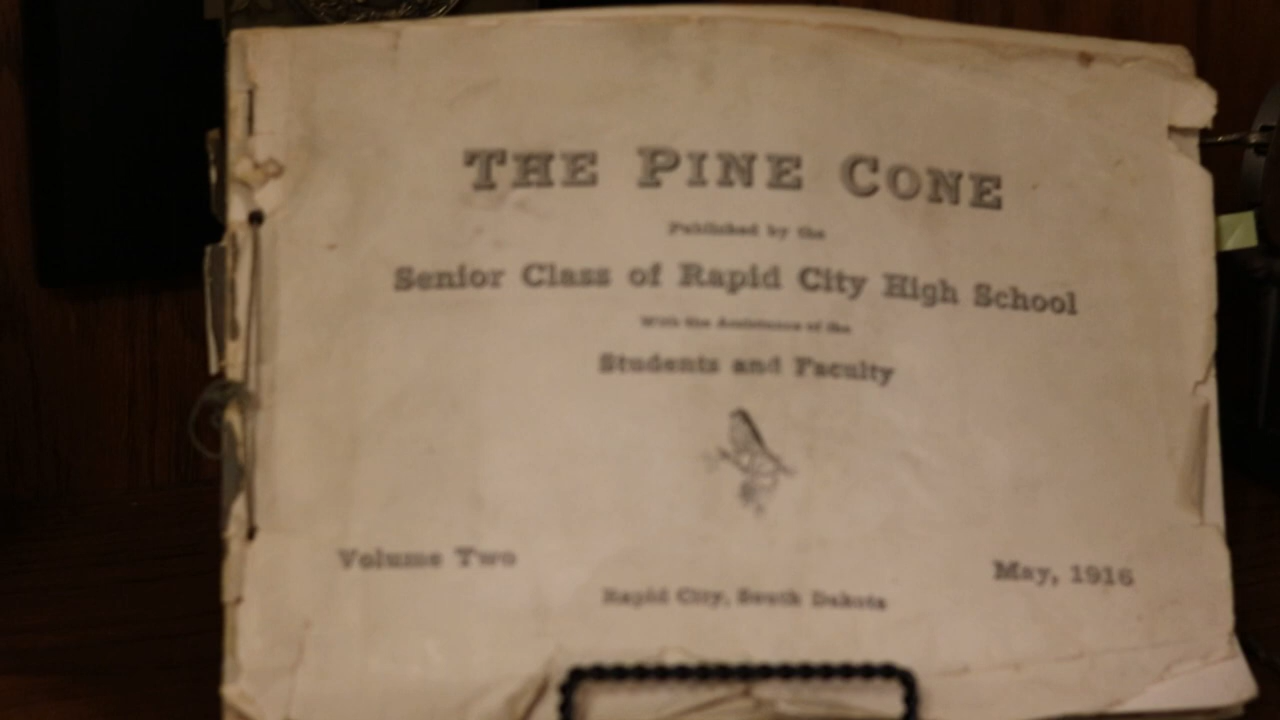 THE PINE CONE
Published by the
Senior Class of Rapid City High School
With the Assistance of the
Students and Faculty
Volume Two
May, 1916
Rapid City, South Dakota